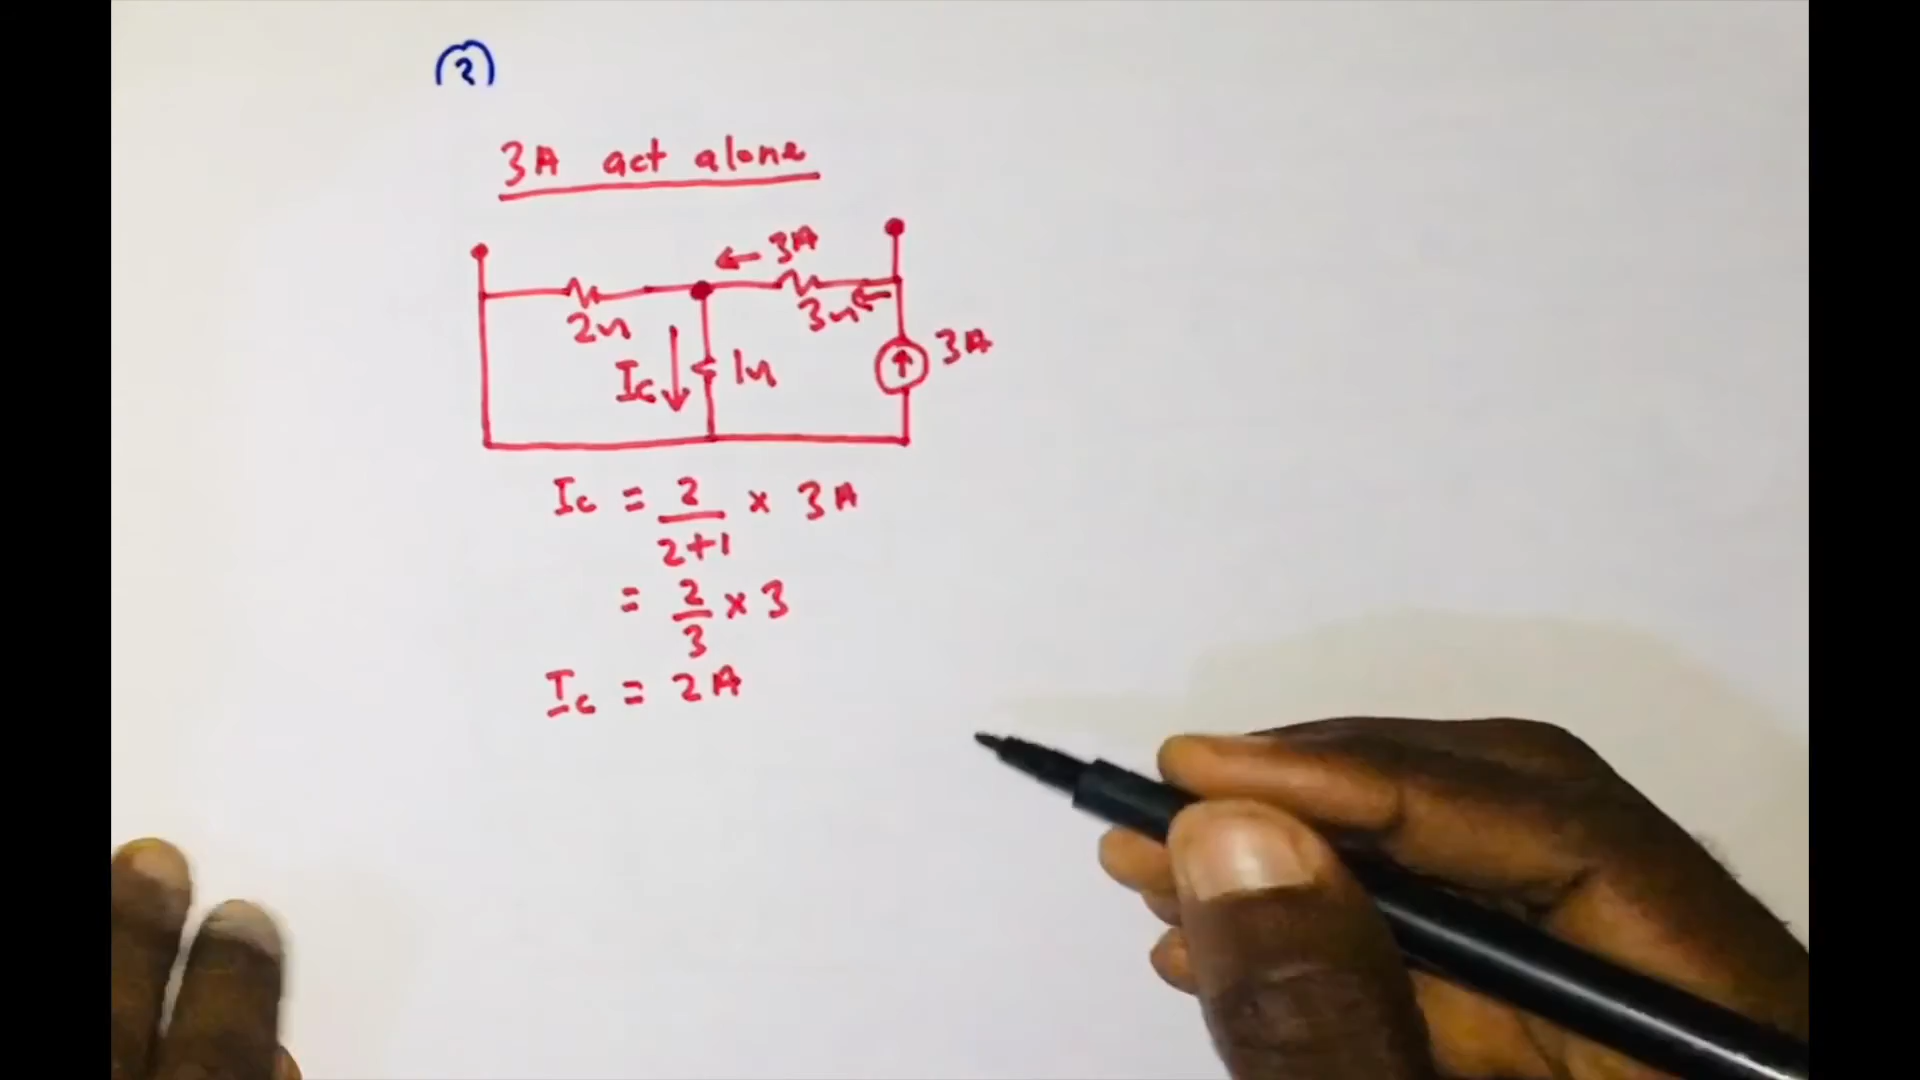 2
3A act alone
← 3A
2Ω
3Ω
3A
Ic
1Ω
Ic = 2/2+1 × 3A
= 2/3 × 3
Ic = 2A